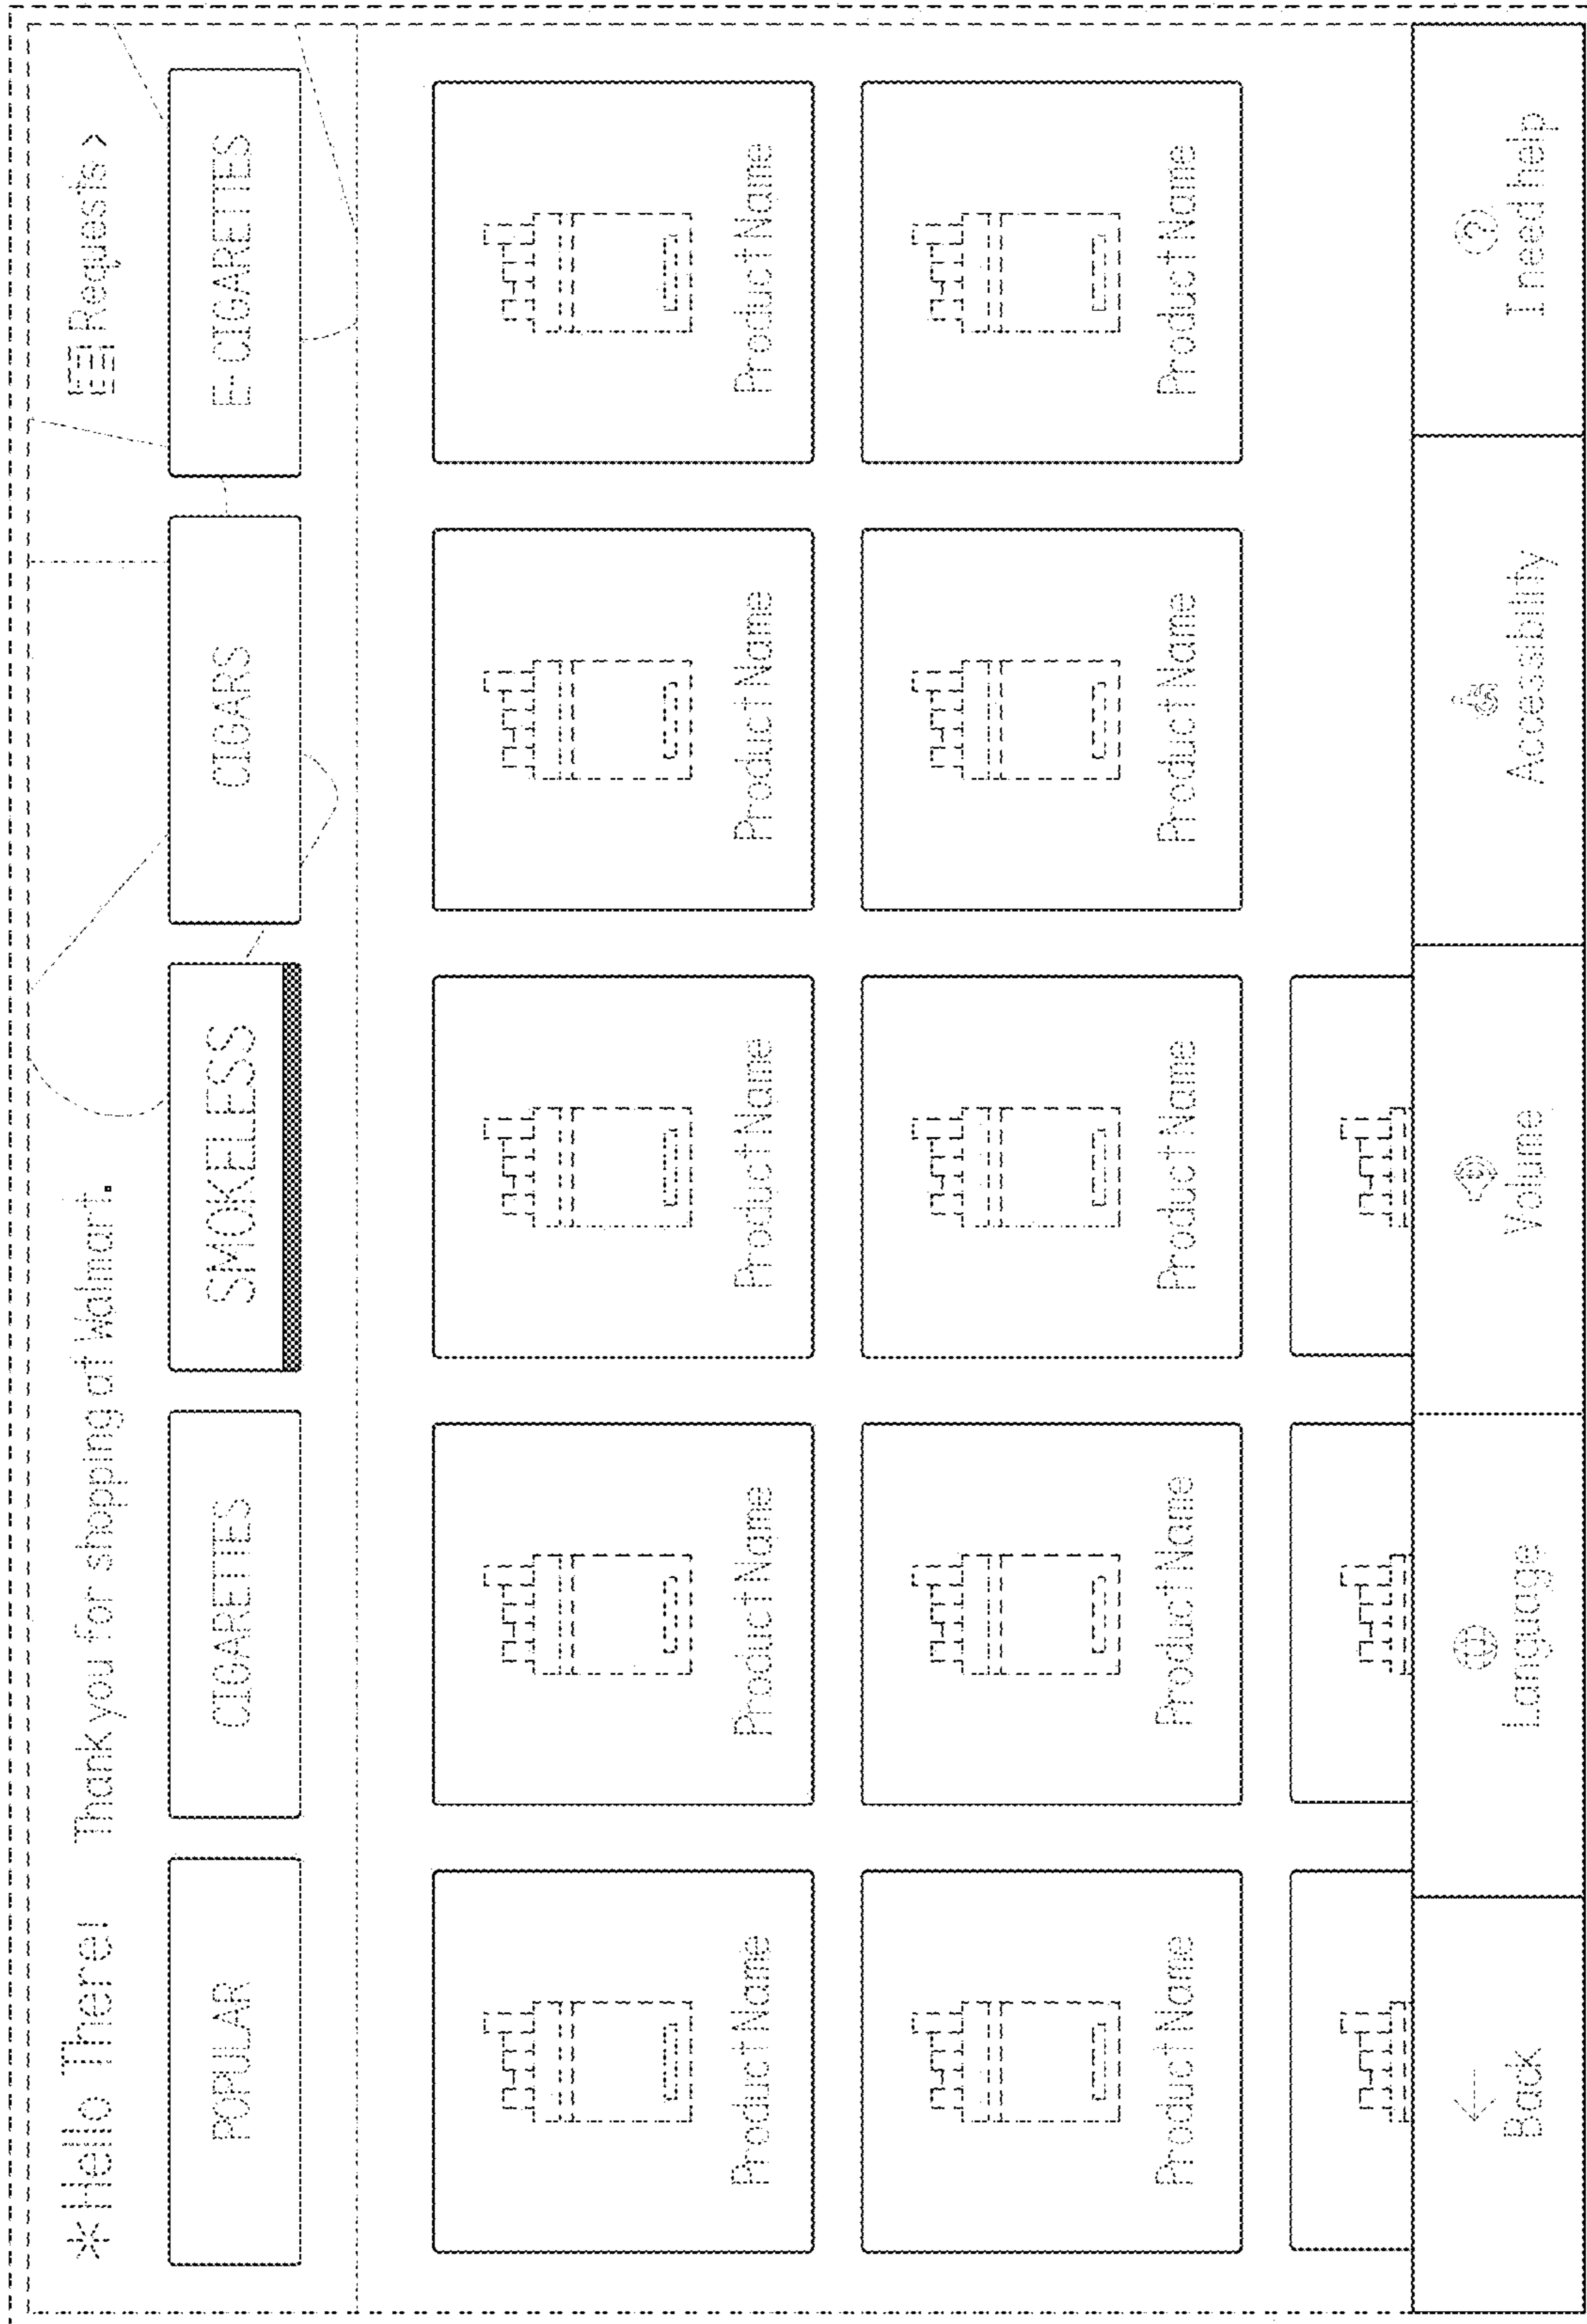 Hello There! Thank you for shopping at Walmart. Requests >
POPULAR CIGARETTES SMOKELESS CIGARS E-CIGARETTES
Product Name Product Name Product Name Product Name Product Name
Product Name Product Name Product Name Product Name Product Name
Back Language Volume Accessibility I need help